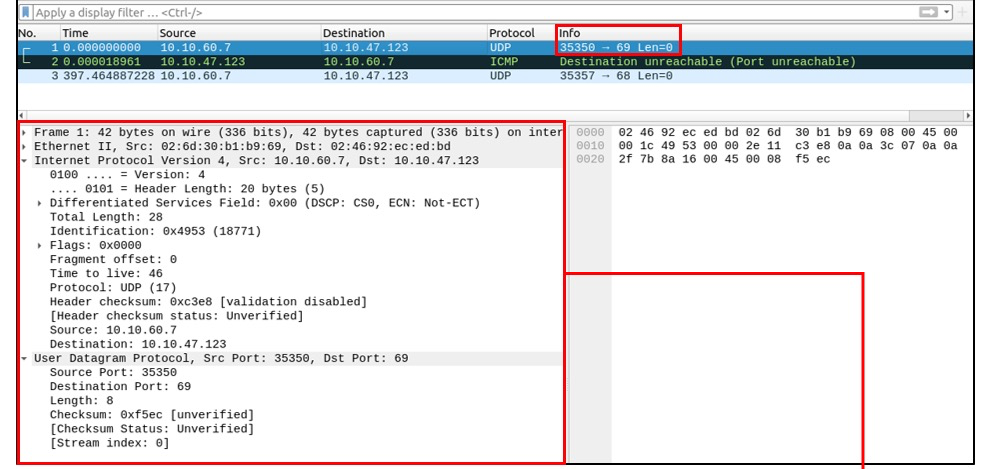 Apply a display filter ... <Ctrl-/>
No. Time Source Destination Protocol Info
1 0.000000000 10.10.60.7 10.10.47.123 UDP 35350 → 69 Len=0
2 0.000018961 10.10.47.123 10.10.60.7 ICMP Destination unreachable (Port unreachable)
3 397.464887228 10.10.60.7 10.10.47.123 UDP 35357 → 68 Len=0
Frame 1: 42 bytes on wire (336 bits), 42 bytes captured (336 bits) on inter
Ethernet II, Src: 02:6d:30:b1:b9:69, Dst: 02:46:92:ec:ed:bd
Internet Protocol Version 4, Src: 10.10.60.7, Dst: 10.10.47.123
0100 .... = Version: 4
.... 0101 = Header Length: 20 bytes (5)
Differentiated Services Field: 0x00 (DSCP: CS0, ECN: Not-ECT)
Total Length: 28
Identification: 0x4953 (18771)
Flags: 0x0000
Fragment offset: 0
Time to live: 46
Protocol: UDP (17)
Header checksum: 0xc3e8 [validation disabled]
[Header checksum status: Unverified]
Source: 10.10.60.7
Destination: 10.10.47.123
User Datagram Protocol, Src Port: 35350, Dst Port: 69
Source Port: 35350
Destination Port: 69
Length: 8
Checksum: 0xf5ec [unverified]
[Checksum Status: Unverified]
[Stream index: 0]
0000 02 46 92 ec ed bd 02 6d 30 b1 b9 69 08 00 45 00
0010 00 1c 49 53 00 00 2e 11 c3 e8 0a 0a 3c 07 0a 0a
0020 2f 7b 8a 16 00 45 00 08 f5 ec